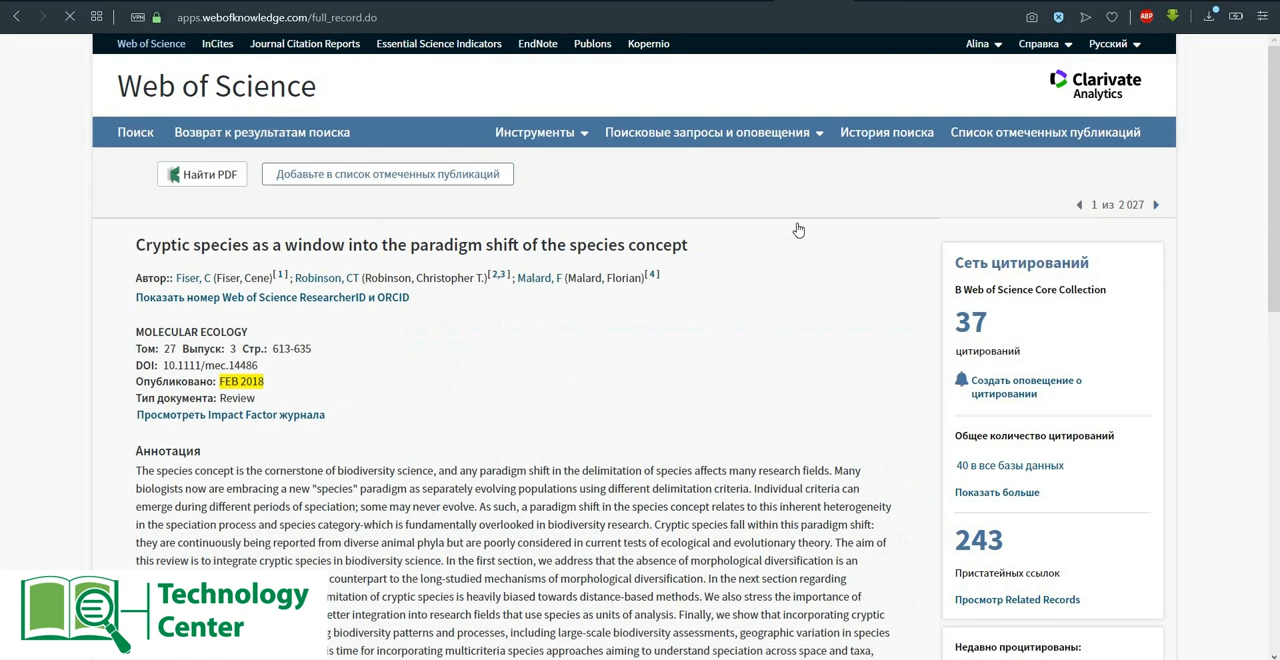 VPN apps.webofknowledge.com/full_record.do ABP
Web of Science InCites Journal Citation Reports Essential Science Indicators EndNote Publons Kopernio Alina Справка Русский
Web of Science
Clarivate
Analytics
Поиск Возврат к результатам поиска Инструменты Поисковые запросы и оповещения История поиска Список отмеченных публикаций
Найти PDF Добавьте в список отмеченных публикаций
1 из 2 027
Cryptic species as a window into the paradigm shift of the species concept
Автор:: Fiser, C (Fiser, Cene)[ 1 ] ; Robinson, CT (Robinson, Christopher T.)[ 2,3 ] ; Malard, F (Malard, Florian)[ 4 ]
Показать номер Web of Science ResearcherID и ORCID
MOLECULAR ECOLOGY
Том: 27 Выпуск: 3 Стр.: 613-635
DOI: 10.1111/mec.14486
Опубликовано: FEB 2018
Тип документа: Review
Просмотреть Impact Factor журнала
Аннотация
The species concept is the cornerstone of biodiversity science, and any paradigm shift in the delimitation of species affects many research fields. Many
biologists now are embracing a new "species" paradigm as separately evolving populations using different delimitation criteria. Individual criteria can
emerge during different periods of speciation; some may never evolve. As such, a paradigm shift in the species concept relates to this inherent heterogeneity
in the speciation process and species category-which is fundamentally overlooked in biodiversity research. Cryptic species fall within this paradigm shift:
they are continuously being reported from diverse animal phyla but are poorly considered in current tests of ecological and evolutionary theory. The aim of
this review is to integrate cryptic species in biodiversity science. In the first section, we address that the absence of morphological diversification is an
counterpart to the long-studied mechanisms of morphological diversification. In the next section regarding
mitation of cryptic species is heavily biased towards distance-based methods. We also stress the importance of
etter integration into research fields that use species as units of analysis. Finally, we show that incorporating cryptic
g biodiversity patterns and processes, including large-scale biodiversity assessments, geographic variation in species
is time for incorporating multicriteria species approaches aiming to understand speciation across space and taxa,
Сеть цитирований
В Web of Science Core Collection
37
цитирований
Создать оповещение о
цитировании
Общее количество цитирований
40 в все базы данных
Показать больше
243
Пристатейных ссылок
Просмотр Related Records
Недавно процитированы:
Technology
Center